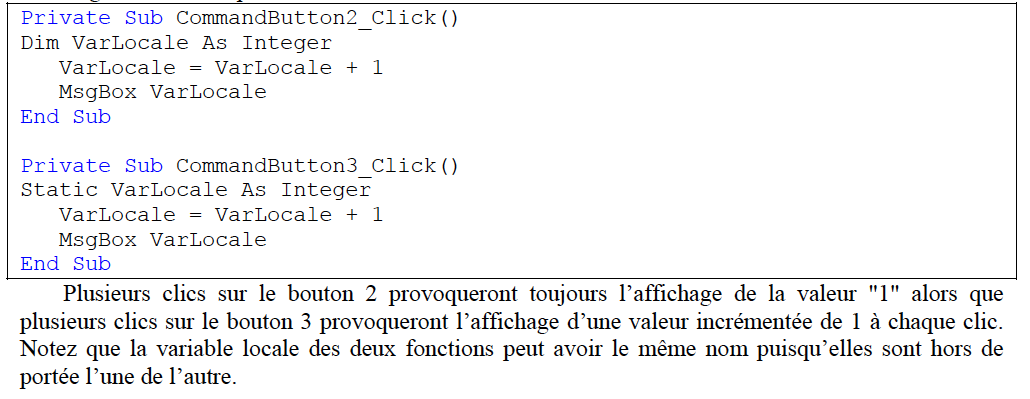 Private Sub CommandButton2_Click()
Dim VarLocale As Integer
VarLocale = VarLocale + 1
MsgBox VarLocale
End Sub
Private Sub CommandButton3_Click()
Static VarLocale As Integer
VarLocale = VarLocale + 1
MsgBox VarLocale
End Sub
Plusieurs clics sur le bouton 2 provoqueront toujours l’affichage de la valeur "1" alors que
plusieurs clics sur le bouton 3 provoqueront l’affichage d’une valeur incrémentée de 1 à chaque clic.
Notez que la variable locale des deux fonctions peut avoir le même nom puisqu’elles sont hors de
portée l’une de l’autre.